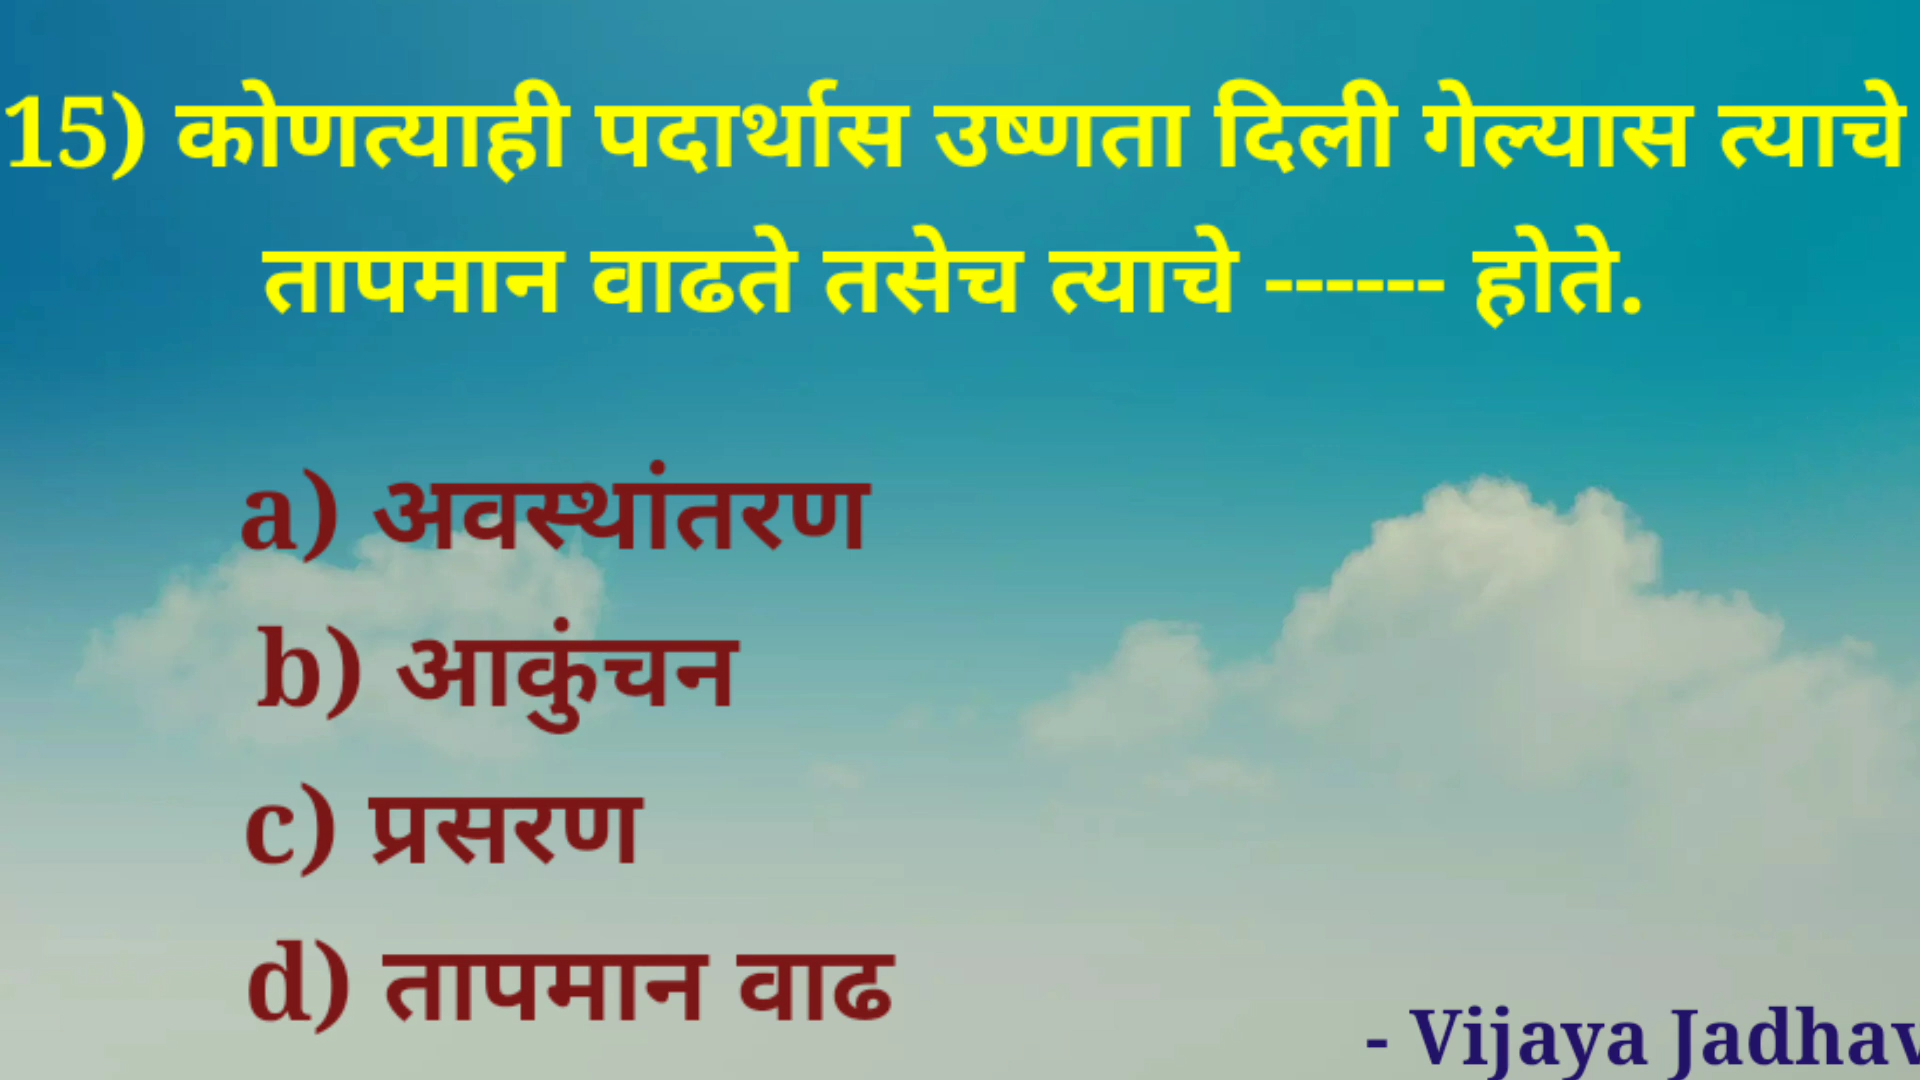 15) कोणत्याही पदार्थास उष्णता दिली गेल्यास त्याचे
तापमान वाढते तसेच त्याचे ------ होते.
a) अवस्थांतरण
b) आकुंचन
c) प्रसरण
d) तापमान वाढ
- Vijaya Jadhav